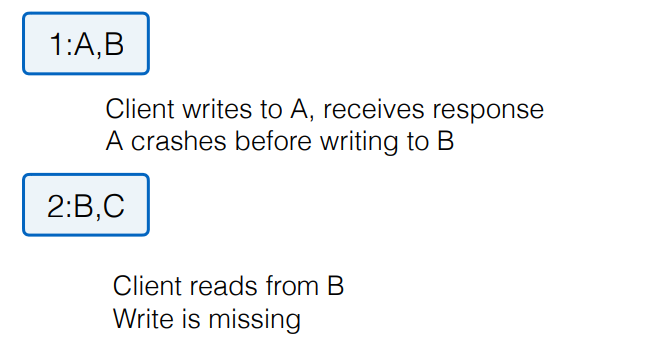 1:A,B
Client writes to A, receives response
A crashes before writing to B
2:B,C
Client reads from B
Write is missing